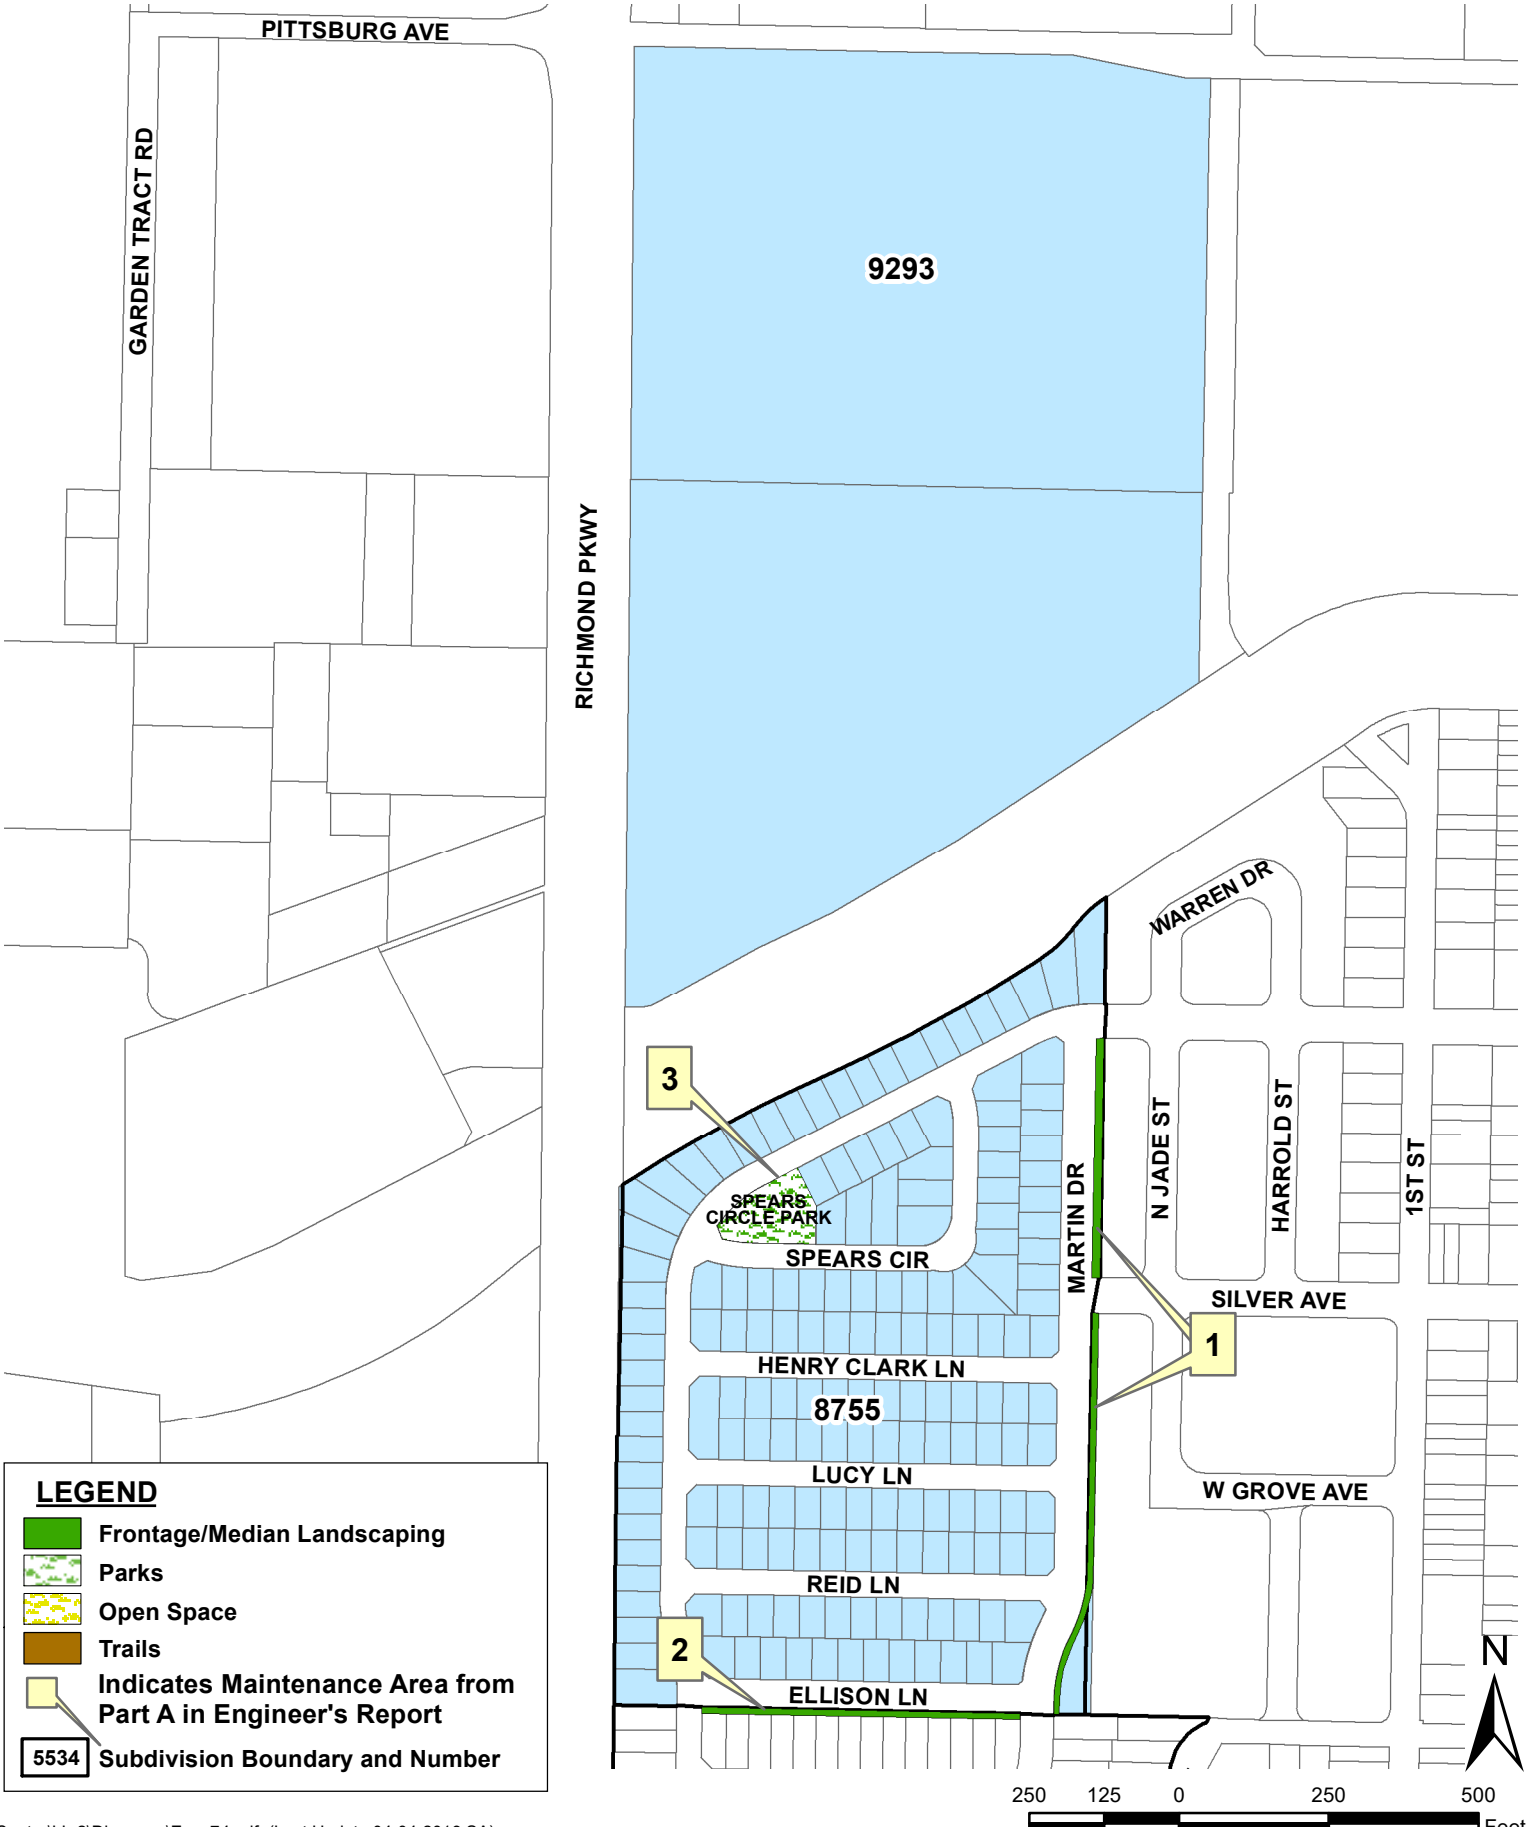 PITTSBURG AVE
GARDEN TRACT RD
9293
RICHMOND PKWY
WARREN DR
3
SPEARS
CIRCLE PARK
SPEARS CIR
MARTIN DR
N JADE ST
HARROLD ST
1ST ST
SILVER AVE
1
HENRY CLARK LN
8755
LUCY LN
W GROVE AVE
REID LN
2
ELLISON LN
LEGEND
Frontage/Median Landscaping
Parks
Open Space
Trails
Indicates Maintenance Area from
Part A in Engineer's Report
5534 Subdivision Boundary and Number
N
250 125 0 250 500